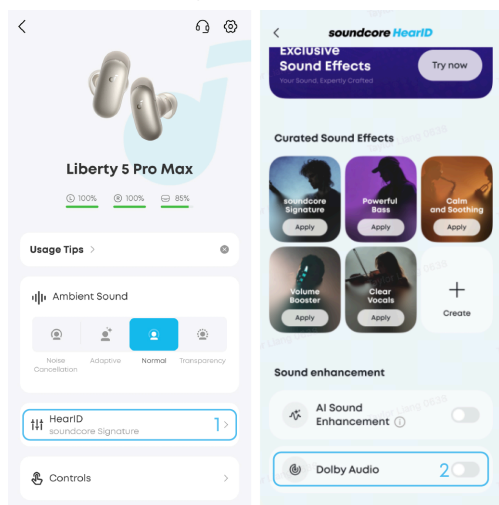 Liberty 5 Pro Max
L 100%
R 100%
85%
Usage Tips
Ambient Sound
Noise
Cancellation
Adaptive
Normal
Transparency
HearID
soundcore Signature
1
Controls
soundcore HearID
Exclusive
Sound Effects
Your Sound, Expertly Crafted
Try now
Curated Sound Effects
soundcore
Signature
Apply
Powerful
Bass
Apply
Calm
and Soothing
Apply
Volume
Booster
Apply
Clear
Vocals
Apply
Create
Sound enhancement
AI Sound
Enhancement
Dolby Audio
2